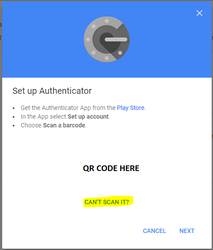 Set up Authenticator
Get the Authenticator App from the Play Store.
In the App select Set up account.
Choose Scan a barcode.
QR CODE HERE
CAN'T SCAN IT?
CANCEL NEXT